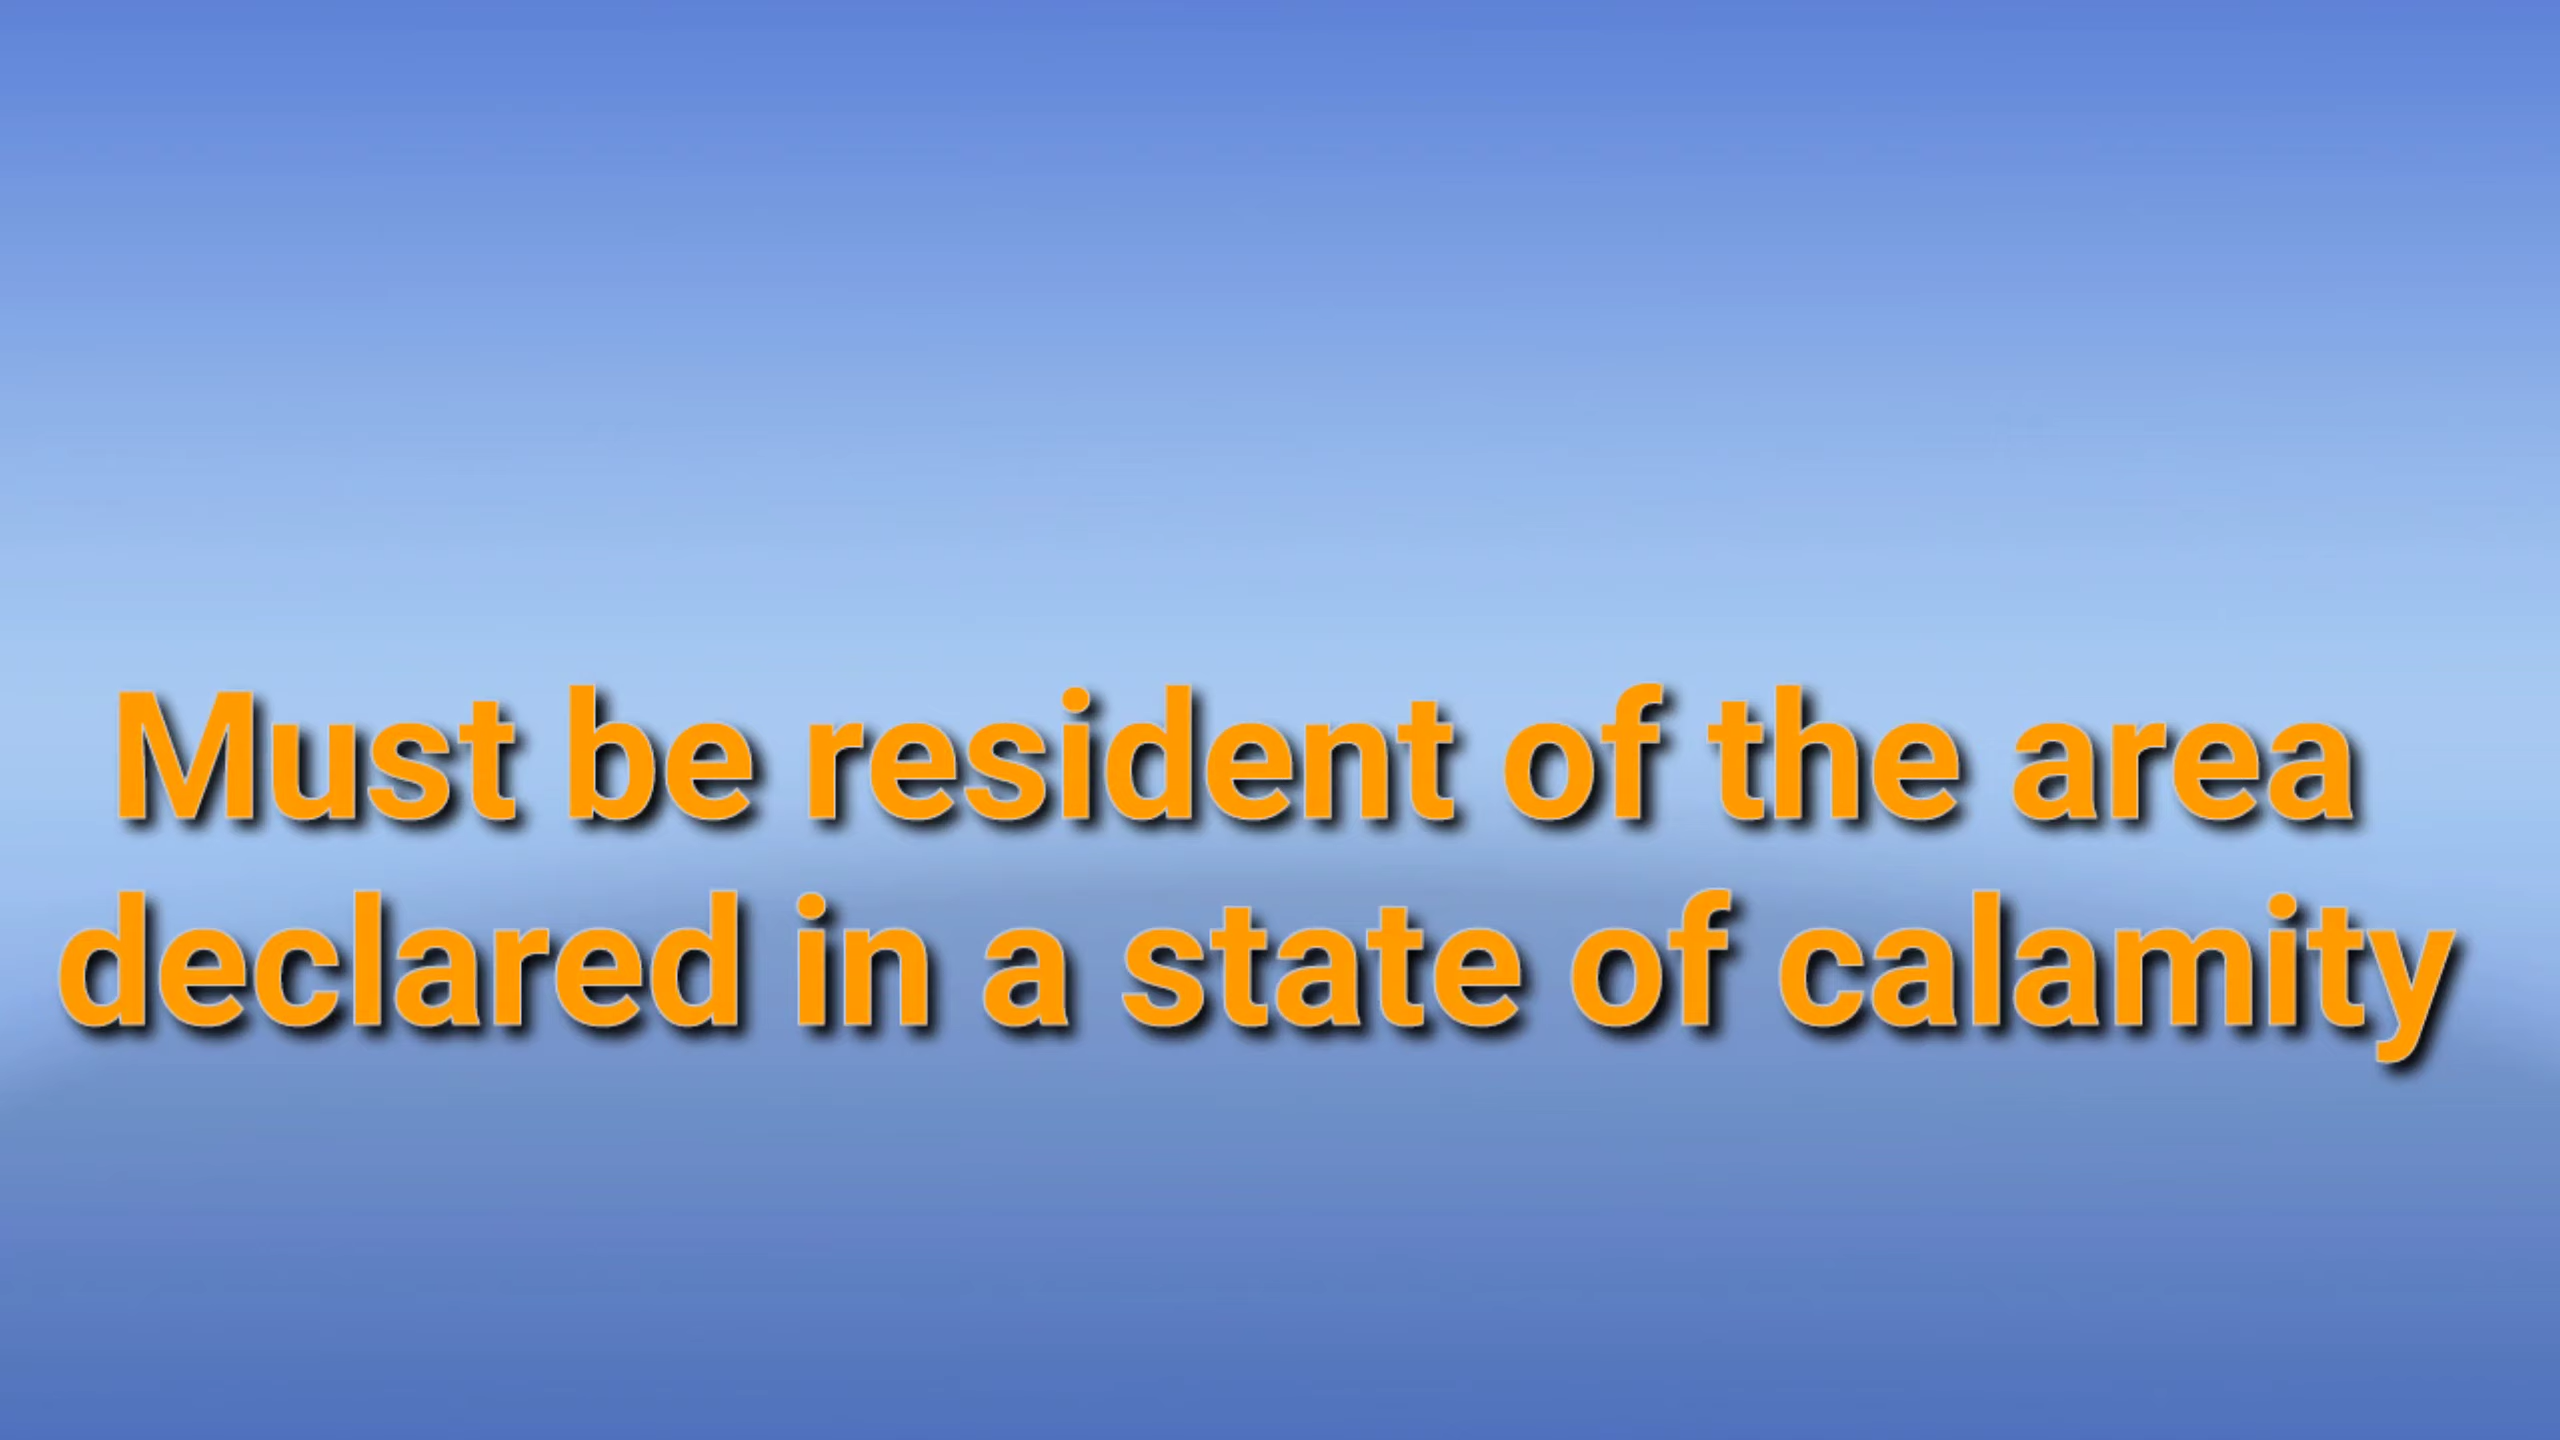 Must be resident of the area
declared in a state of calamity